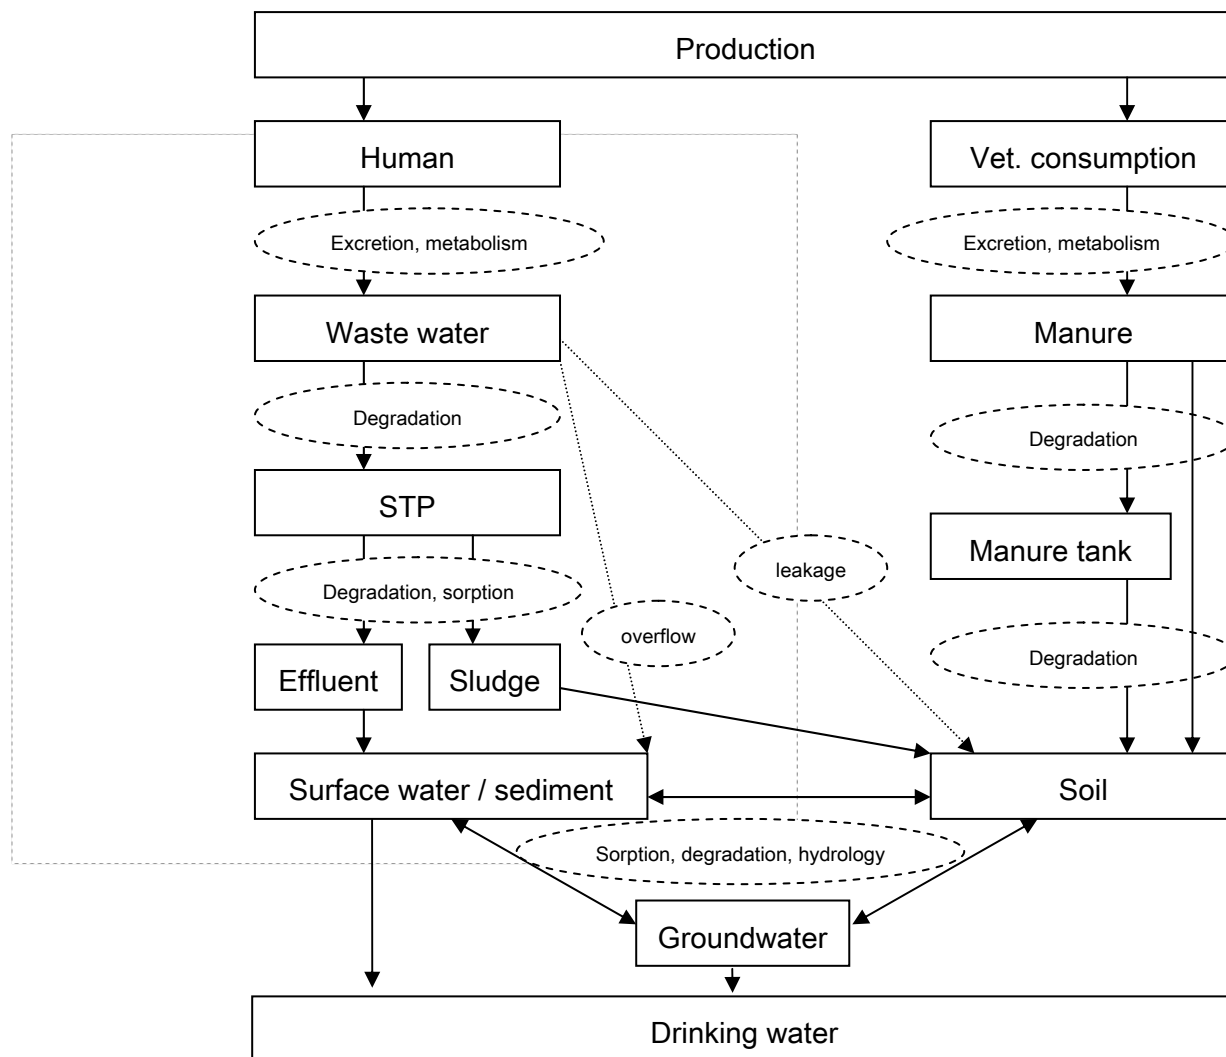 Production
Human
Vet. consumption
Excretion, metabolism
Excretion, metabolism
Waste water
Manure
Degradation
Degradation
STP
Manure tank
leakage
Degradation, sorption
overflow
Degradation
Effluent
Sludge
Surface water / sediment
Soil
Sorption, degradation, hydrology
Groundwater
Drinking water